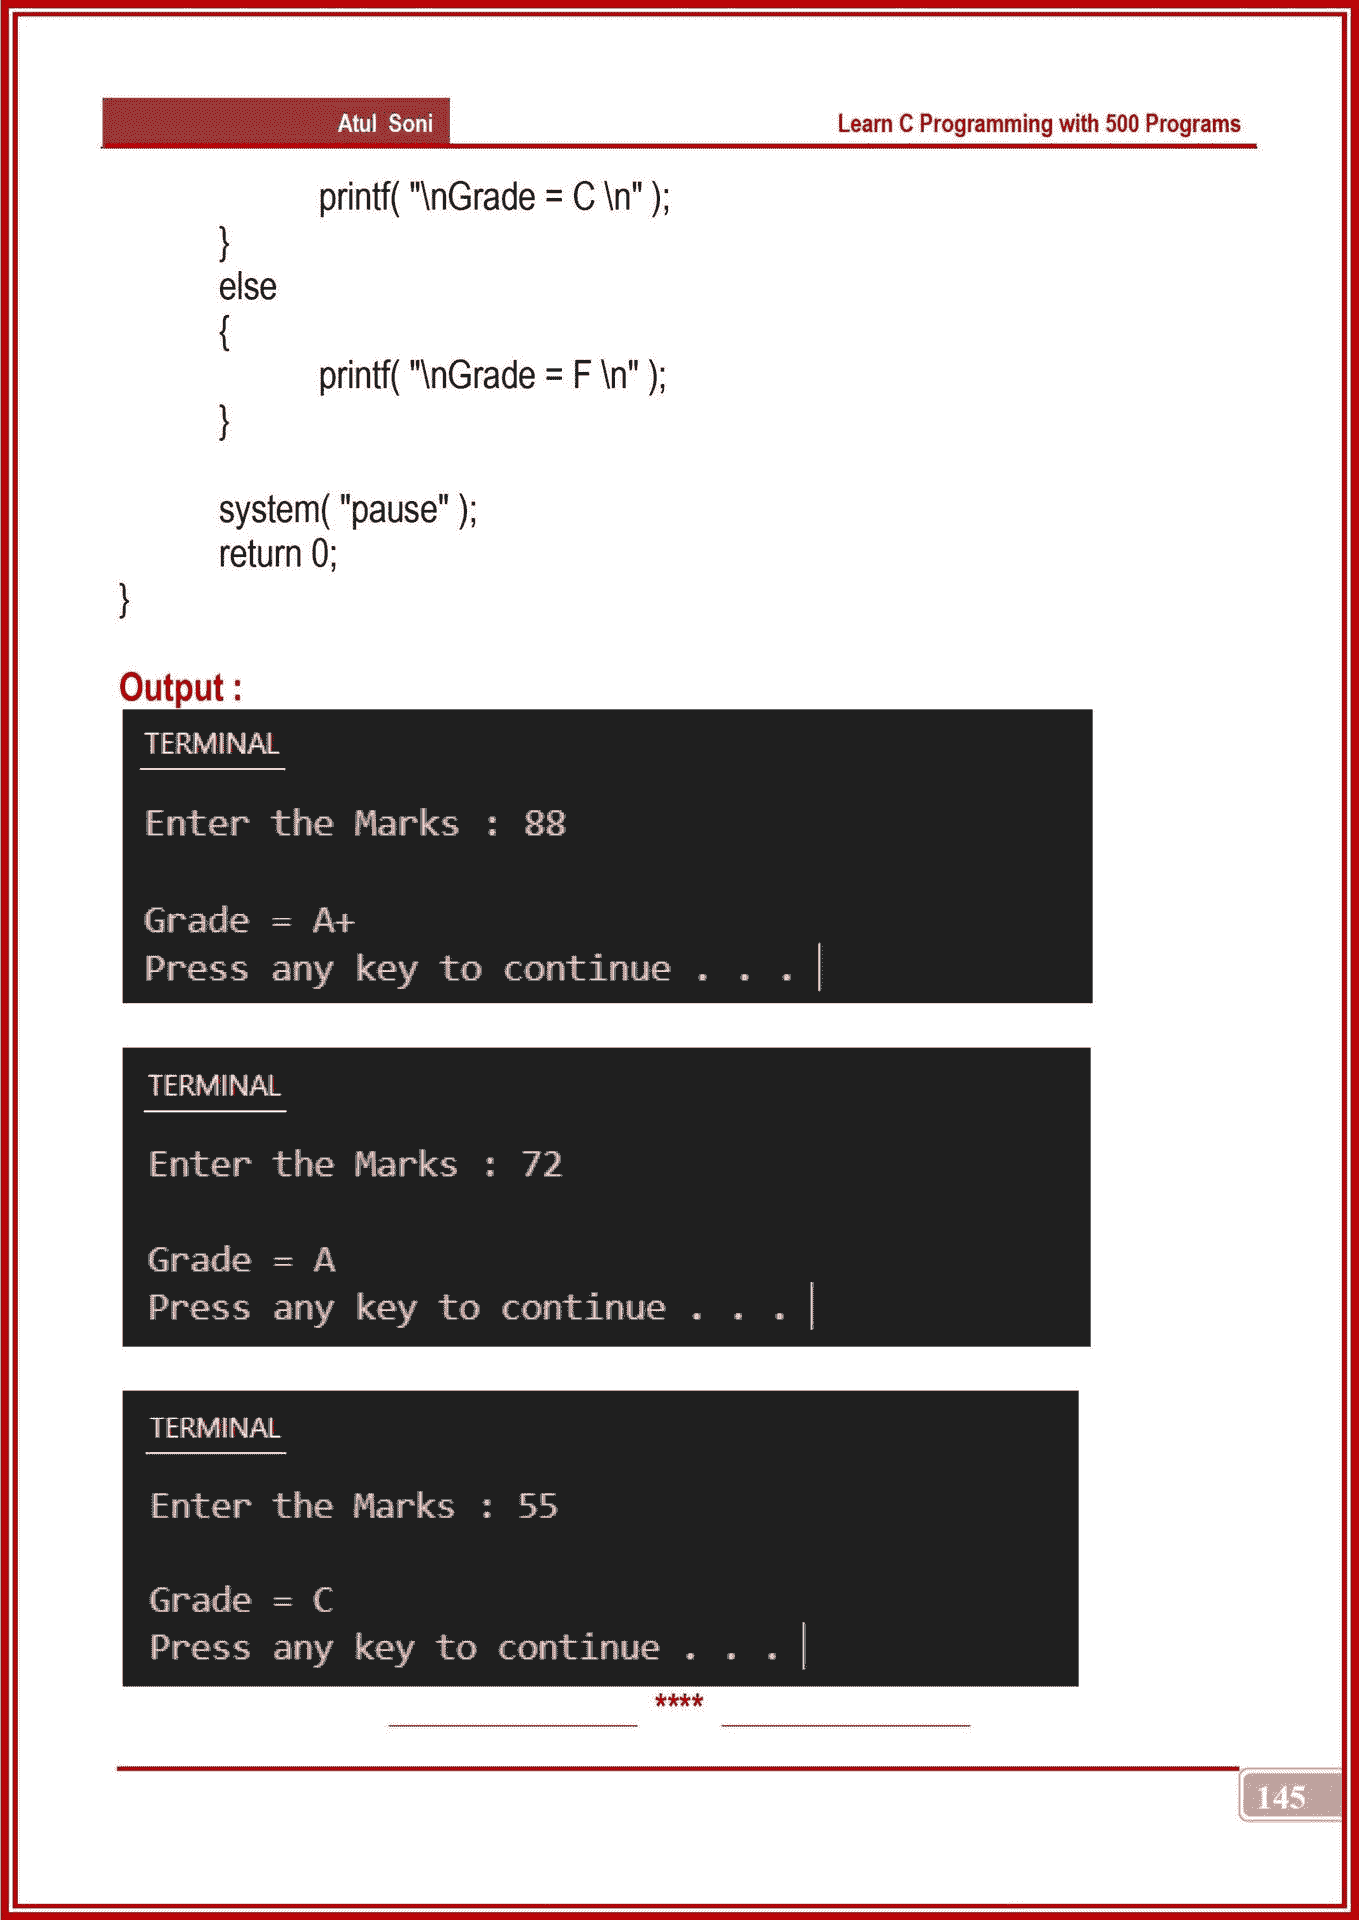 Atul  Soni
Learn C Programming with 500 Programs
printf( "\nGrade = C \n" );
}
else
{
printf( "\nGrade = F \n" );
}
system( "pause" );
return 0;
}
Output :
TERMINAL
Enter the Marks : 88
Grade = A+
Press any key to continue . . .
TERMINAL
Enter the Marks : 72
Grade = A
Press any key to continue . . .
TERMINAL
Enter the Marks : 55
Grade = C
Press any key to continue . . .
****
145